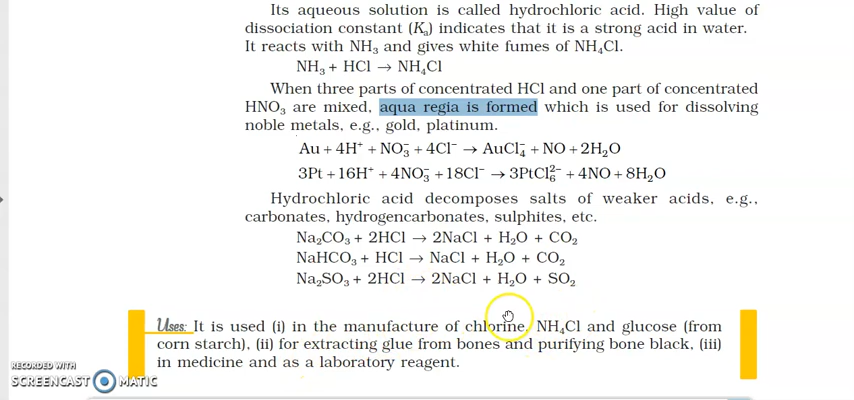 Its aqueous solution is called hydrochloric acid. High value of
dissociation constant (Kₐ) indicates that it is a strong acid in water.
It reacts with NH₃ and gives white fumes of NH₄Cl.
NH₃ + HCl → NH₄Cl
When three parts of concentrated HCl and one part of concentrated
HNO₃ are mixed, aqua regia is formed which is used for dissolving
noble metals, e.g., gold, platinum.
Au + 4H⁺ + NO₃⁻ + 4Cl⁻ → AuCl₄⁻ + NO + 2H₂O
3Pt + 16H⁺ + 4NO₃⁻ + 18Cl⁻ → 3PtCl₆²⁻ + 4NO + 8H₂O
Hydrochloric acid decomposes salts of weaker acids, e.g.,
carbonates, hydrogencarbonates, sulphites, etc.
Na₂CO₃ + 2HCl → 2NaCl + H₂O + CO₂
NaHCO₃ + HCl → NaCl + H₂O + CO₂
Na₂SO₃ + 2HCl → 2NaCl + H₂O + SO₂
Uses: It is used (i) in the manufacture of chlorine, NH₄Cl and glucose (from
corn starch), (ii) for extracting glue from bones and purifying bone black, (iii)
in medicine and as a laboratory reagent.
RECORDED WITH
SCREENCAST MATIC